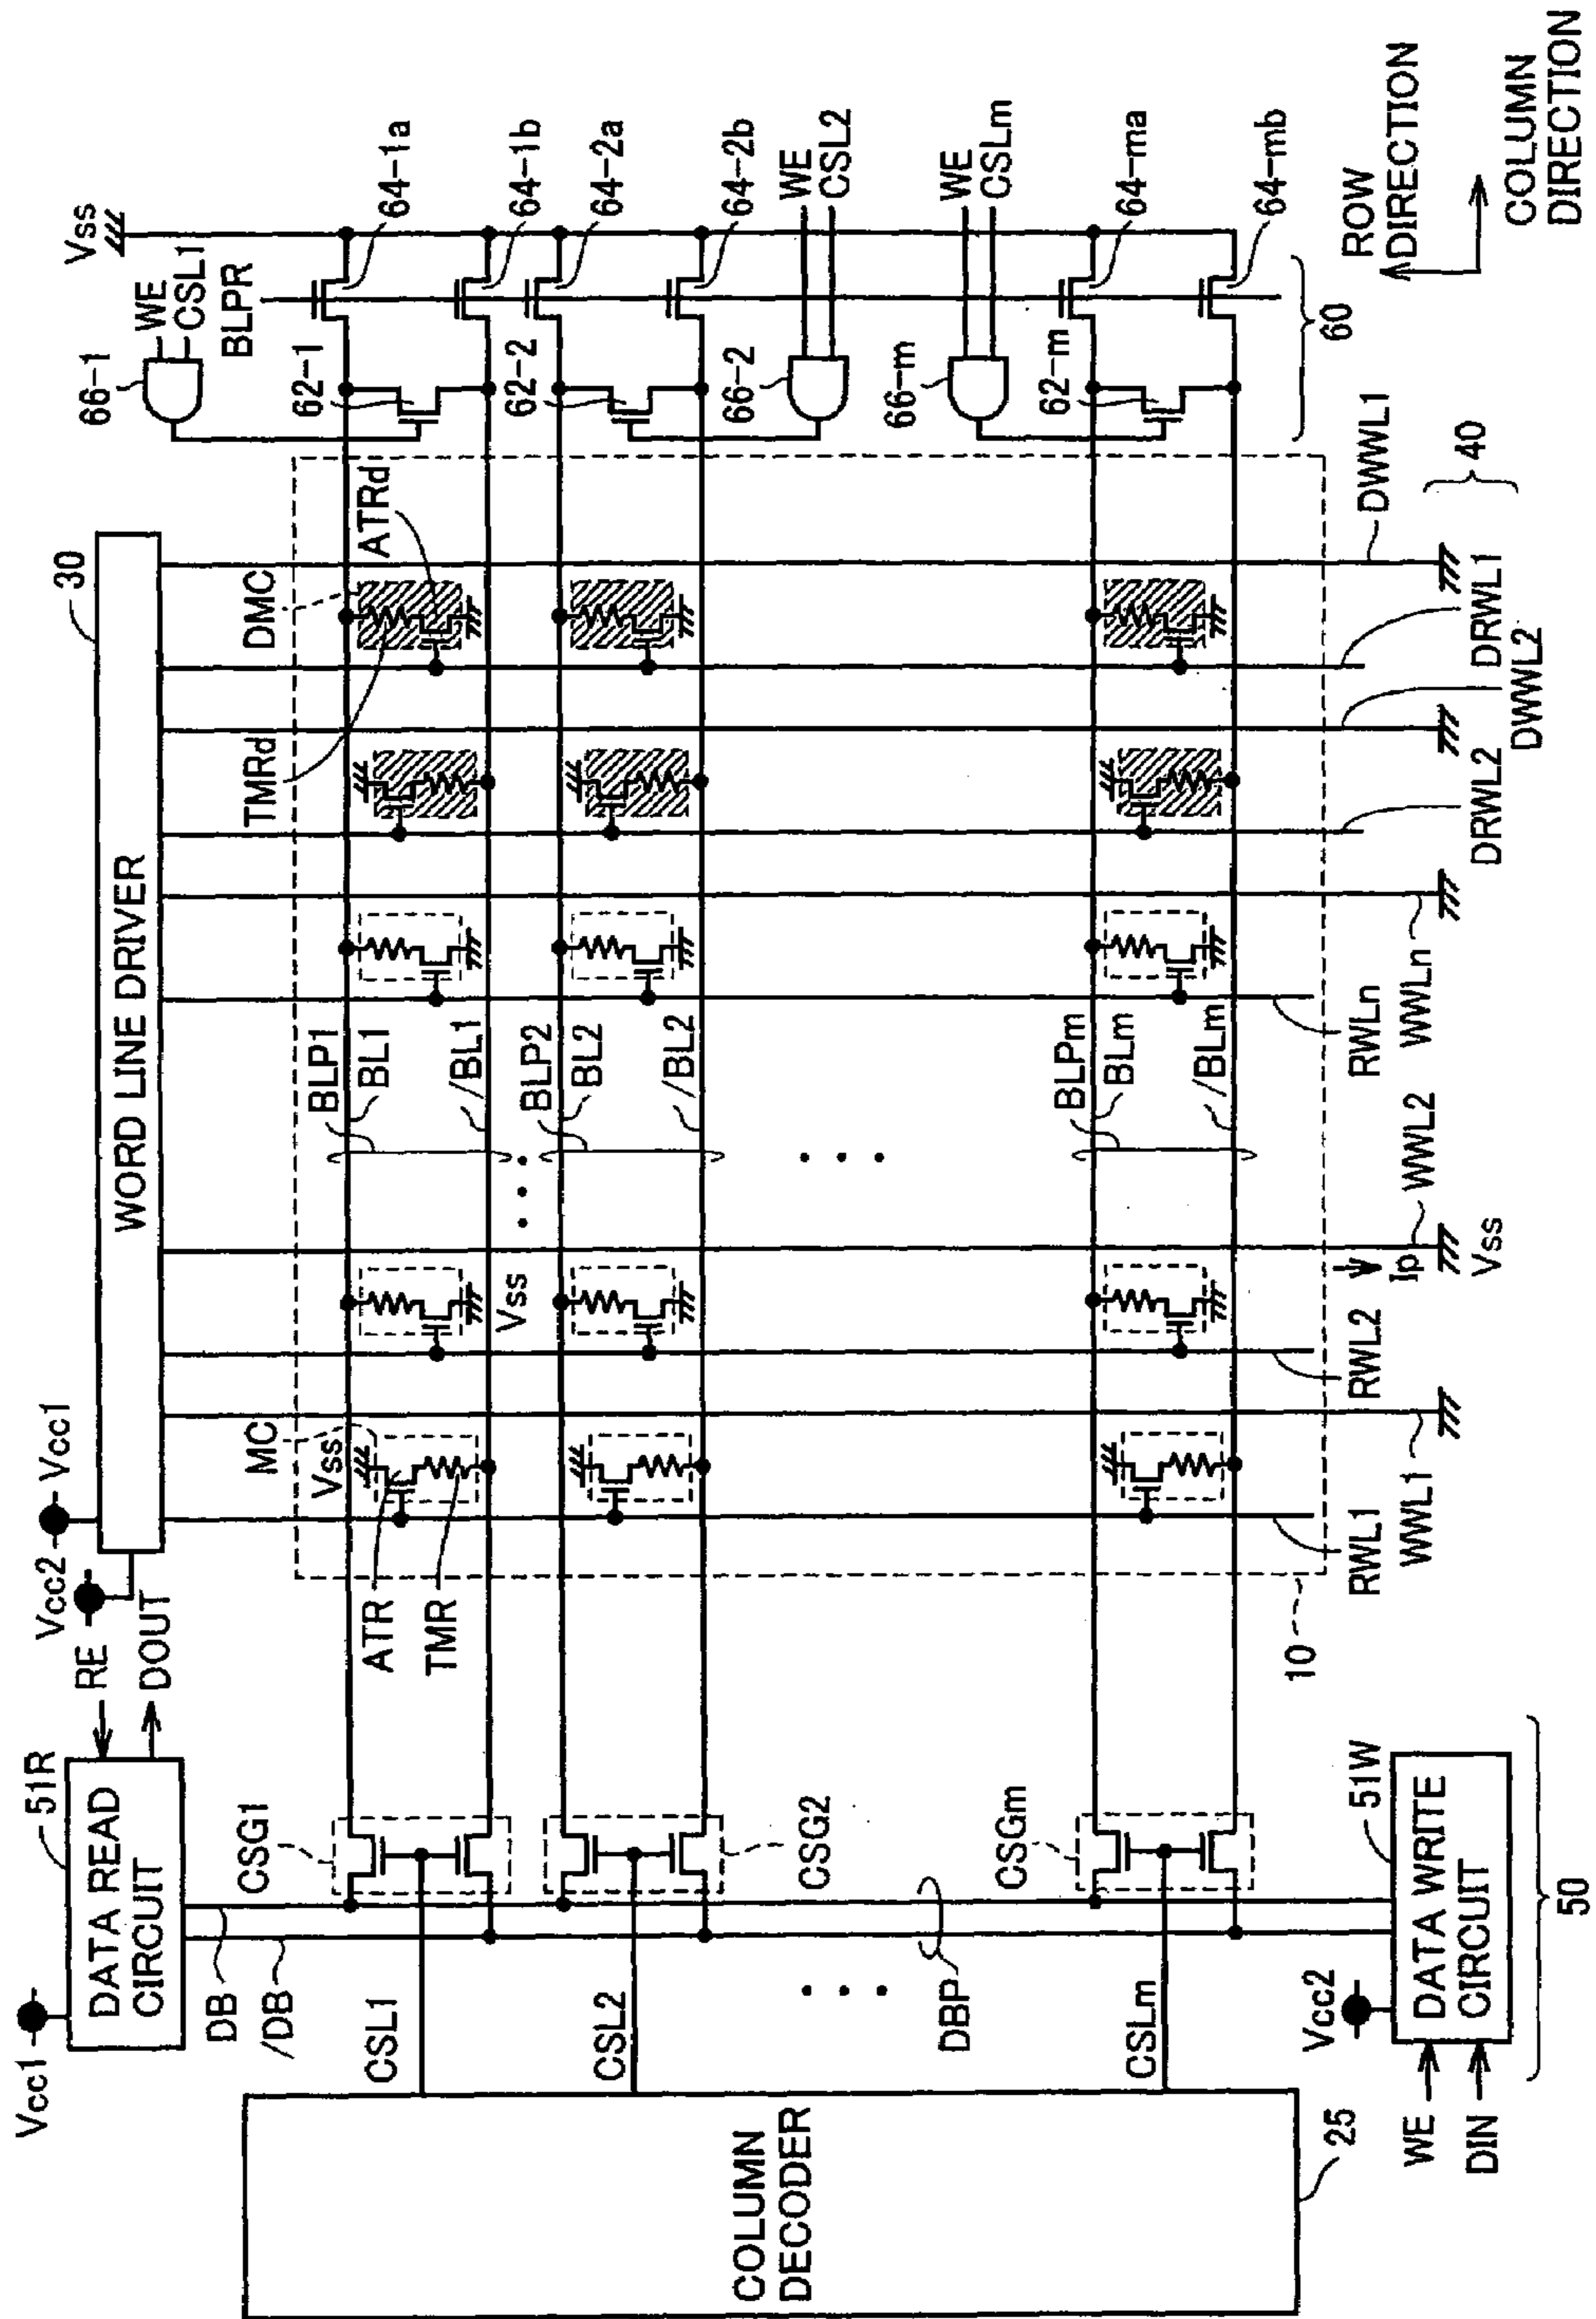 Vss
WE
CSL1
BLPR
66-1
62-1
64-1a
64-1b
62-2
64-2a
64-2b
66-2
WE
CSL2
66-m
WE
CSLm
62-m
64-ma
64-mb
60
ROW
DIRECTION
COLUMN
DIRECTION
30
WORD LINE DRIVER
Vcc2
Vcc1
DMC
ATRd
TMRd
BLP1
BL1
/BL1
BLP2
BL2
/BL2
BLPm
BLm
/BLm
Vss
MC
Vss
ATR
TMR
10
RWL1
WWL1
RWL2
Ip
Vss
WWL2
RWLn
WWLn
DRWL2
DWWL2
DRWL1
DWWL1
40
Vcc1
51R
DATA READ
CIRCUIT
RE
DOUT
DB
/DB
CSG1
CSG2
CSGm
CSL1
CSL2
CSLm
DBP
COLUMN
DECODER
25
Vcc2
51W
DATA WRITE
CIRCUIT
WE
DIN
50